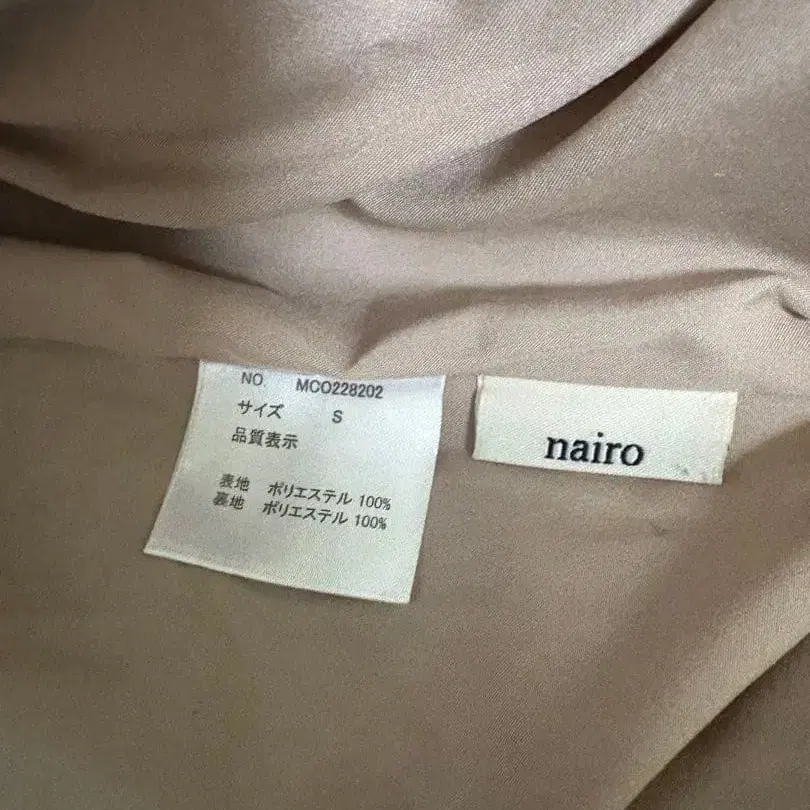 NO. MCO228202
サイズ S
品質表示
表地 ポリエステル 100%
裏地 ポリエステル 100%
nairo